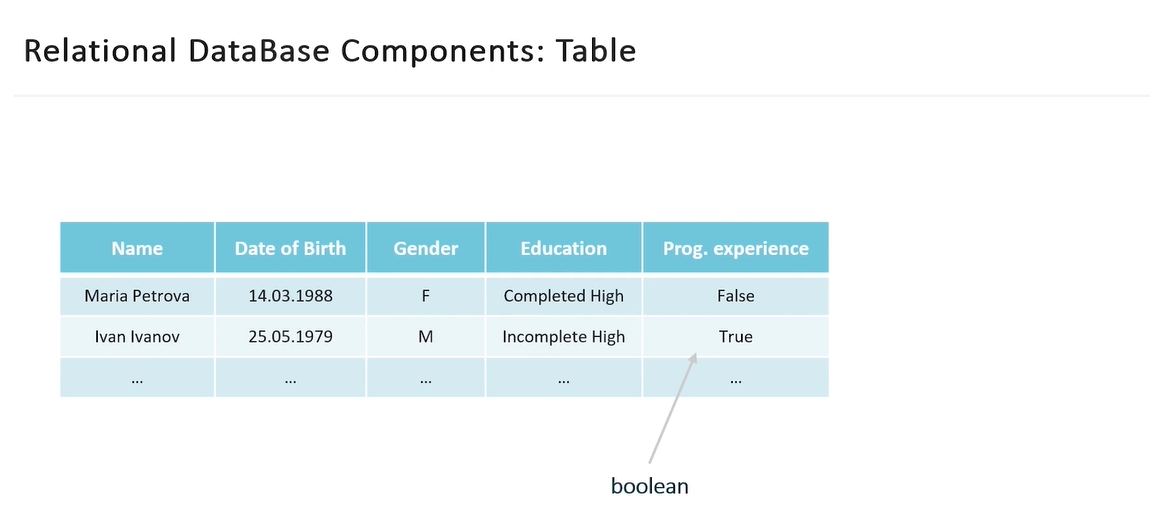 Relational DataBase Components: Table
Name Date of Birth Gender Education Prog. experience
Maria Petrova 14.03.1988 F Completed High False
Ivan Ivanov 25.05.1979 M Incomplete High True
... ... ... ... ...
boolean